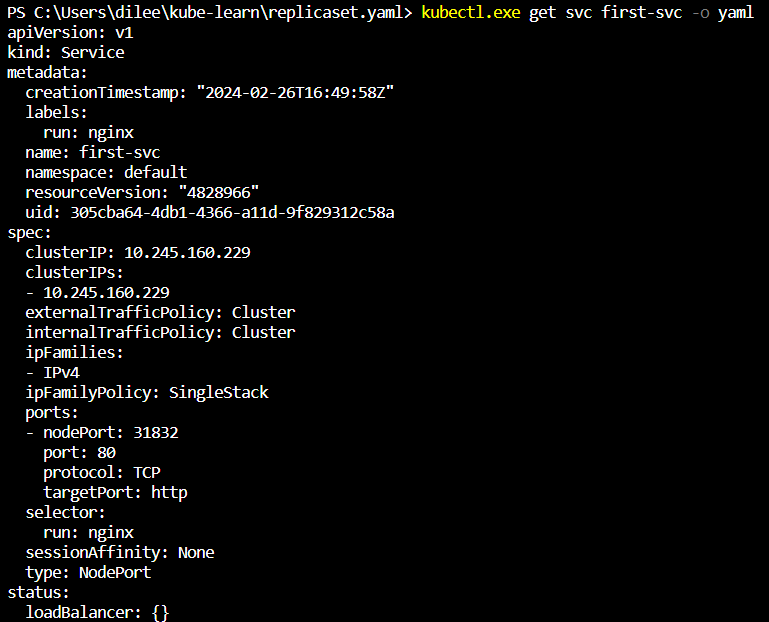 PS C:\Users\dilee\kube-learn\replicaset.yaml> kubectl.exe get svc first-svc -o yaml
apiVersion: v1
kind: Service
metadata:
  creationTimestamp: "2024-02-26T16:49:58Z"
  labels:
    run: nginx
  name: first-svc
  namespace: default
  resourceVersion: "4828966"
  uid: 305cba64-4db1-4366-a11d-9f829312c58a
spec:
  clusterIP: 10.245.160.229
  clusterIPs:
  - 10.245.160.229
  externalTrafficPolicy: Cluster
  internalTrafficPolicy: Cluster
  ipFamilies:
  - IPv4
  ipFamilyPolicy: SingleStack
  ports:
  - nodePort: 31832
    port: 80
    protocol: TCP
    targetPort: http
  selector:
    run: nginx
  sessionAffinity: None
  type: NodePort
status:
  loadBalancer: {}